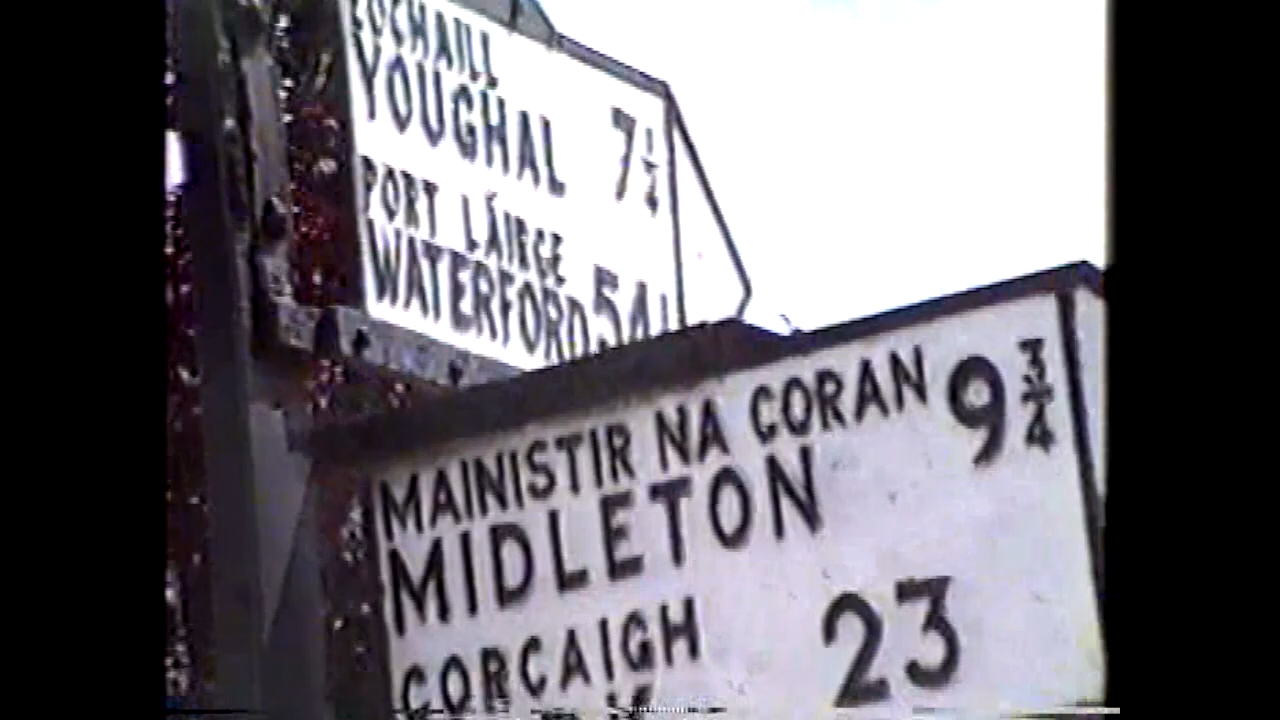 EOCHAILL
YOUGHAL 7¼
PORT LÁIRGE
WATERFORD 54
MAINISTIR NA CORAN
MIDLETON 9¾
CORCAIGH
23